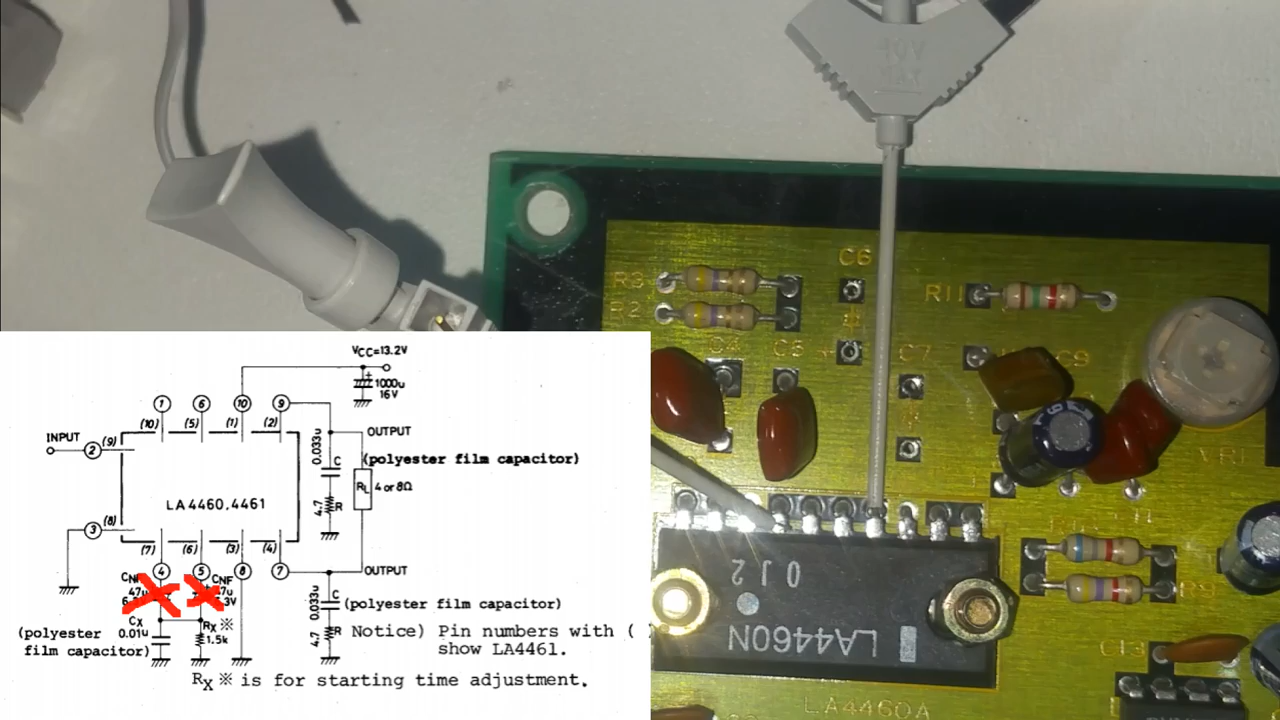 R3
R2
C6
R11
C4
C5
C7
C9
VR1
R9
C13
LA4460N
0J2
LA4460A
VCC=13.2V
1000u
16V
1
6
10
9
(10)
(5)
(1)
(2)
INPUT
2
(9)
OUTPUT
0.033u
C
(polyester film capacitor)
RL
4 or 8Ω
4.7
R
LA4460,4461
3
(8)
(7)
(6)
(3)
(4)
4
5
8
7
OUTPUT
CNF
47u
0.033u
C
(polyester film capacitor)
CX
0.01u
(polyester
film capacitor)
RX ※
1.5k
4.7
R
Notice) Pin numbers with (
show LA4461.
RX ※ is for starting time adjustment.